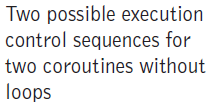 Two possible execution
control sequences for
two coroutines without
loops